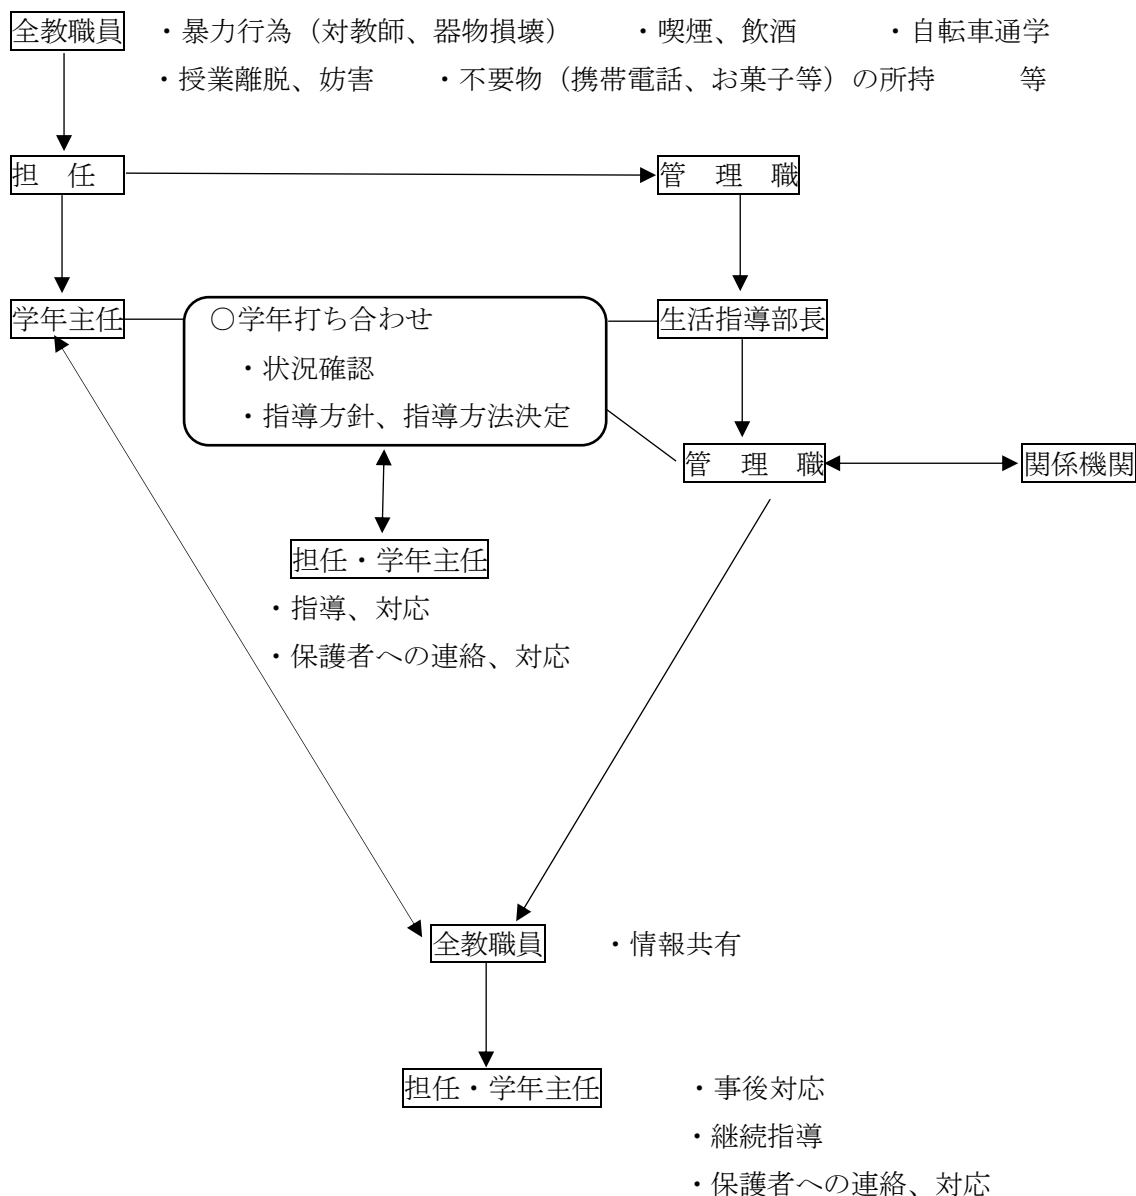 全教職員　・暴力行為（対教師、器物損壊）　・喫煙、飲酒　・自転車通学
・授業離脱、妨害　・不要物（携帯電話、お菓子等）の所持　等
担　任　管　理　職
学年主任　○学年打ち合わせ　生活指導部長
・状況確認
・指導方針、指導方法決定
管　理　職　関係機関
担任・学年主任
・指導、対応
・保護者への連絡、対応
全教職員　・情報共有
担任・学年主任　・事後対応
・継続指導
・保護者への連絡、対応